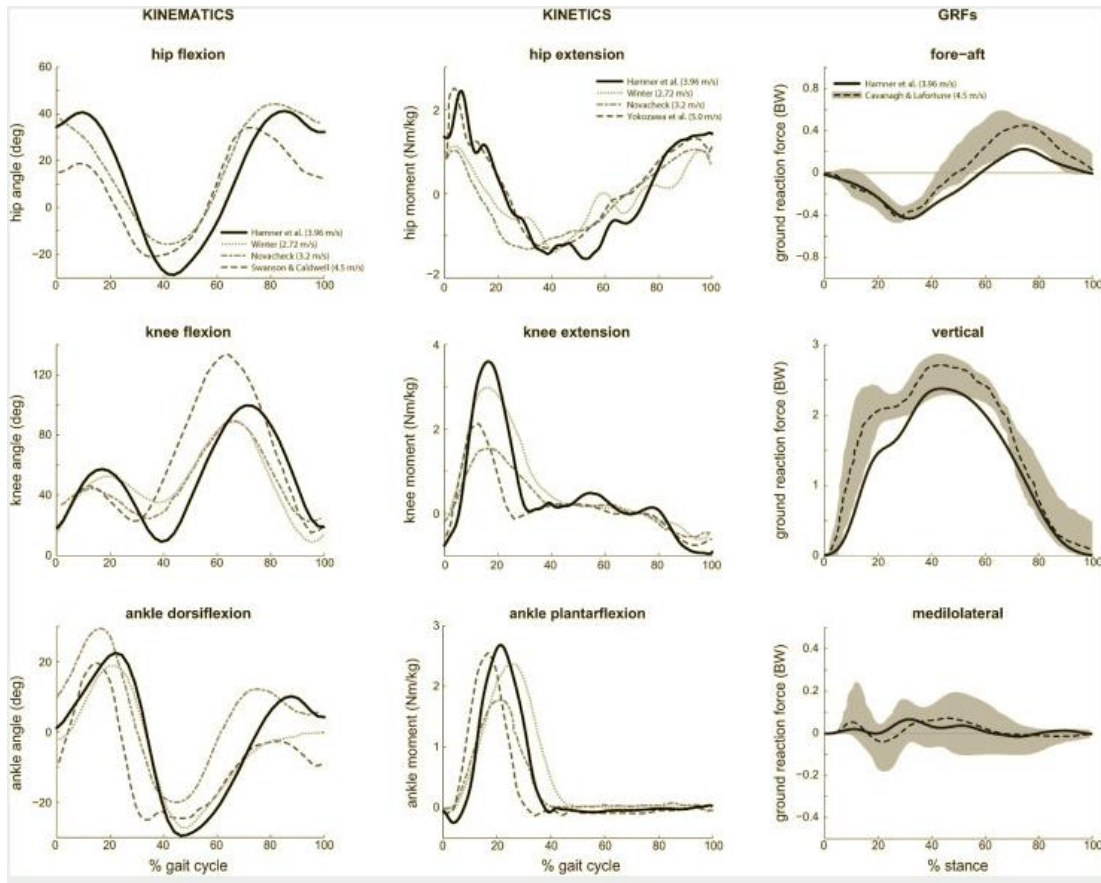 KINEMATICS
KINETICS
GRFs
hip flexion
hip extension
fore-aft
60
40
20
0
-20
hip angle (deg)
Hamner et al. (3.96 m/s)
Winter (2.72 m/s)
Novacheck (3.2 m/s)
Swanson & Caldwell (4.5 m/s)
0 20 40 60 80 100
2
0
-2
hip moment (Nm/kg)
Hamner et al. (3.96 m/s)
Winter (2.72 m/s)
Novacheck (3.2 m/s)
Yokozawa et al. (5.0 m/s)
0 20 40 60 80 100
0.8
0.4
0
-0.4
-0.8
ground reaction force (BW)
Hamner et al. (3.96 m/s)
Cavanagh & Lafortune (4.5 m/s)
0 20 40 60 80 100
knee flexion
knee extension
vertical
120
80
40
0
knee angle (deg)
0 20 40 60 80 100
4
3
2
1
0
-1
knee moment (Nm/kg)
0 20 40 60 80 100
3
2
1
0
ground reaction force (BW)
0 20 40 60 80 100
ankle dorsiflexion
ankle plantarflexion
medilolateral
20
0
-20
ankle angle (deg)
0 20 40 60 80 100
% gait cycle
3
2
1
0
ankle moment (Nm/kg)
0 20 40 60 80 100
% gait cycle
0.4
0.2
0
-0.2
-0.4
ground reaction force (BW)
0 20 40 60 80 100
% stance